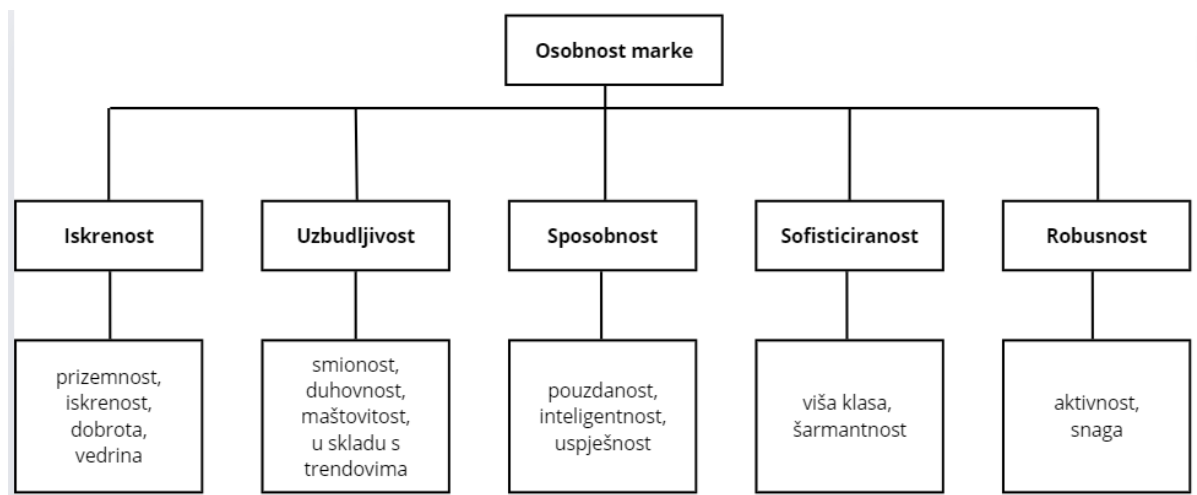 Osobnost marke
Iskrenost
Uzbudljivost
Sposobnost
Sofisticiranost
Robusnost
prizemnost,
iskrenost,
dobrota,
vedrina
smionost,
duhovnost,
maštovitost,
u skladu s
trendovima
pouzdanost,
inteligentnost,
uspješnost
viša klasa,
šarmantnost
aktivnost,
snaga